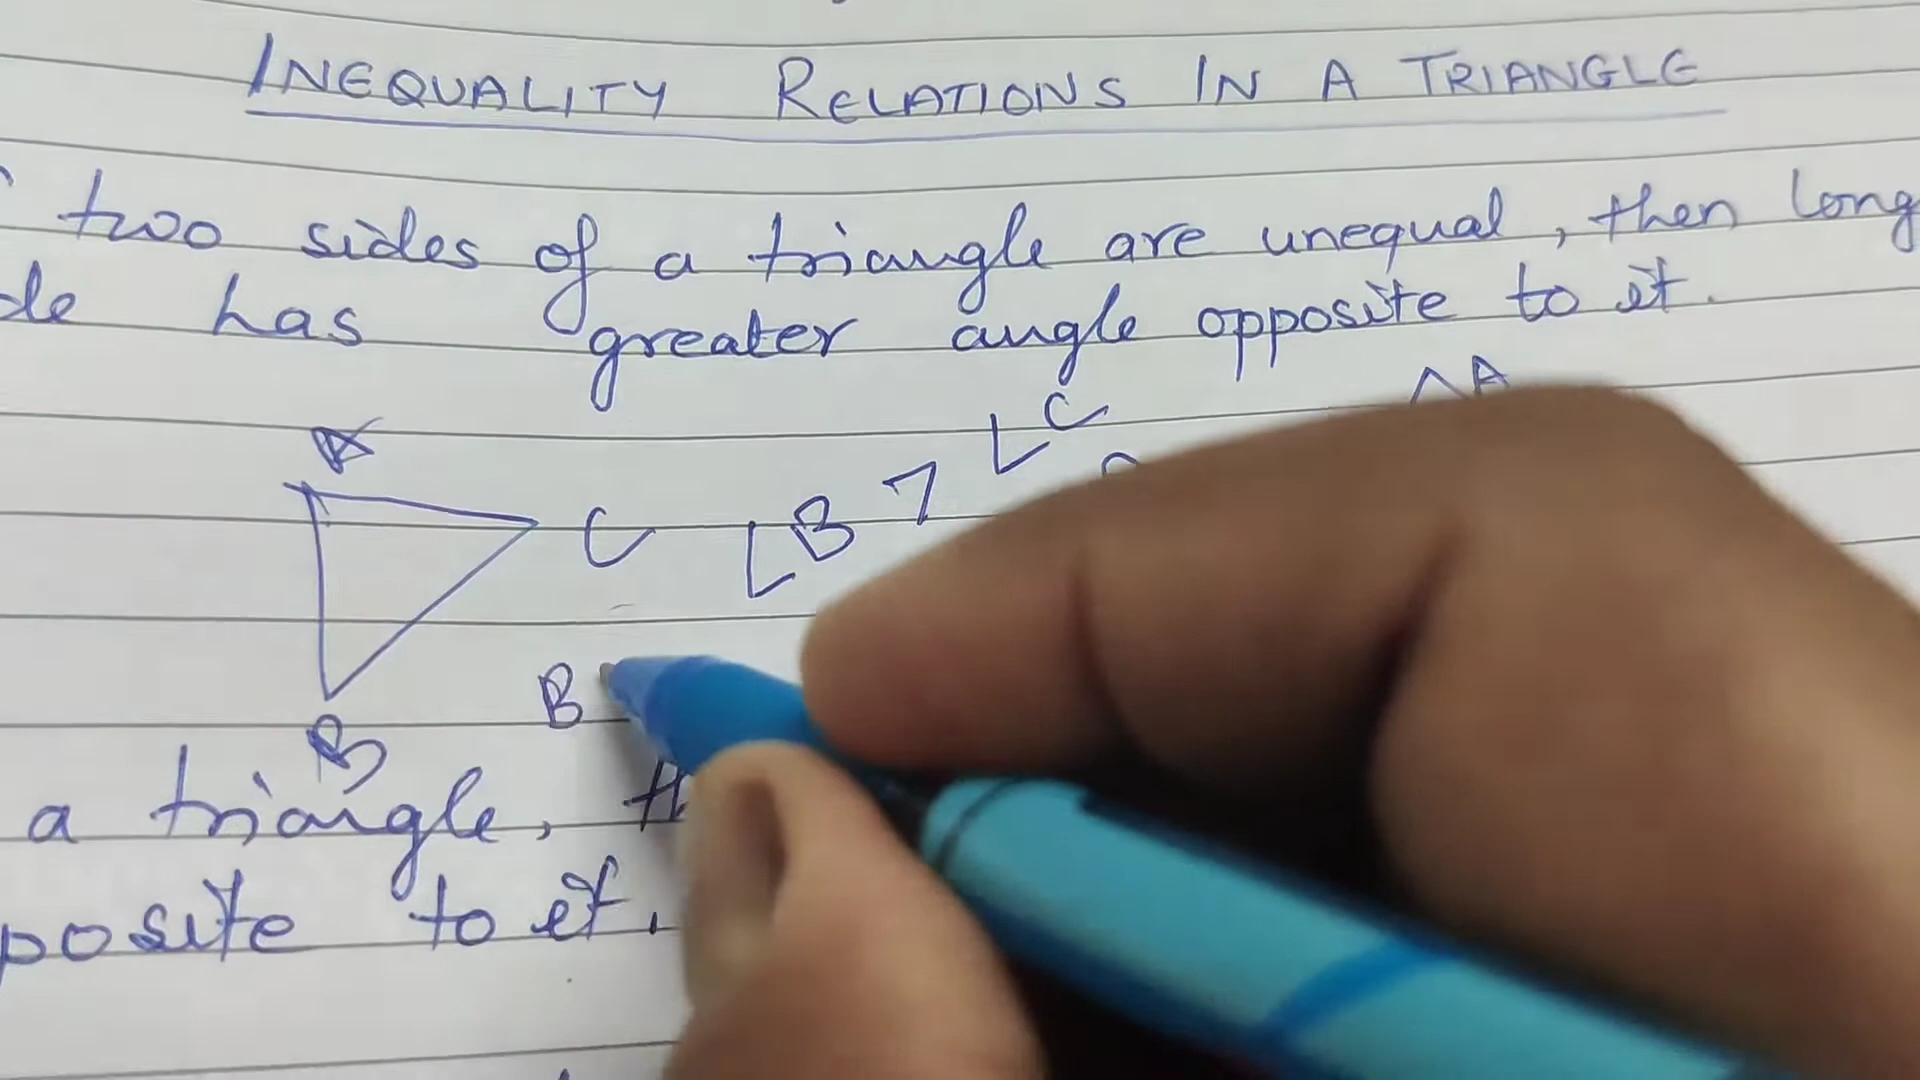 INEQUALITY RELATIONS IN A TRIANGLE
two sides of a triangle are unequal, then long
de has greater angle opposite to it.
A
A
C
∠B > ∠C
B
B
a triangle,
posite to it.